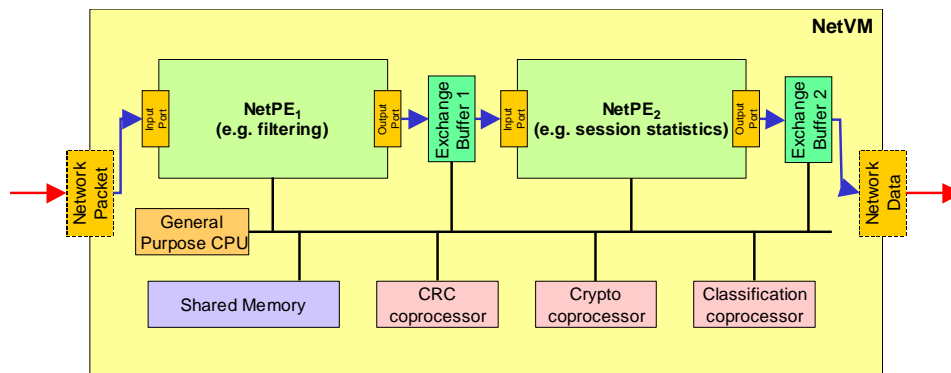 NetVM
Network
Packet
Input
Port
NetPE₁
(e.g. filtering)
Output
Port
Exchange
Buffer 1
Input
Port
NetPE₂
(e.g. session statistics)
Output
Port
Exchange
Buffer 2
Network
Data
General
Purpose CPU
Shared Memory
CRC
coprocessor
Crypto
coprocessor
Classification
coprocessor